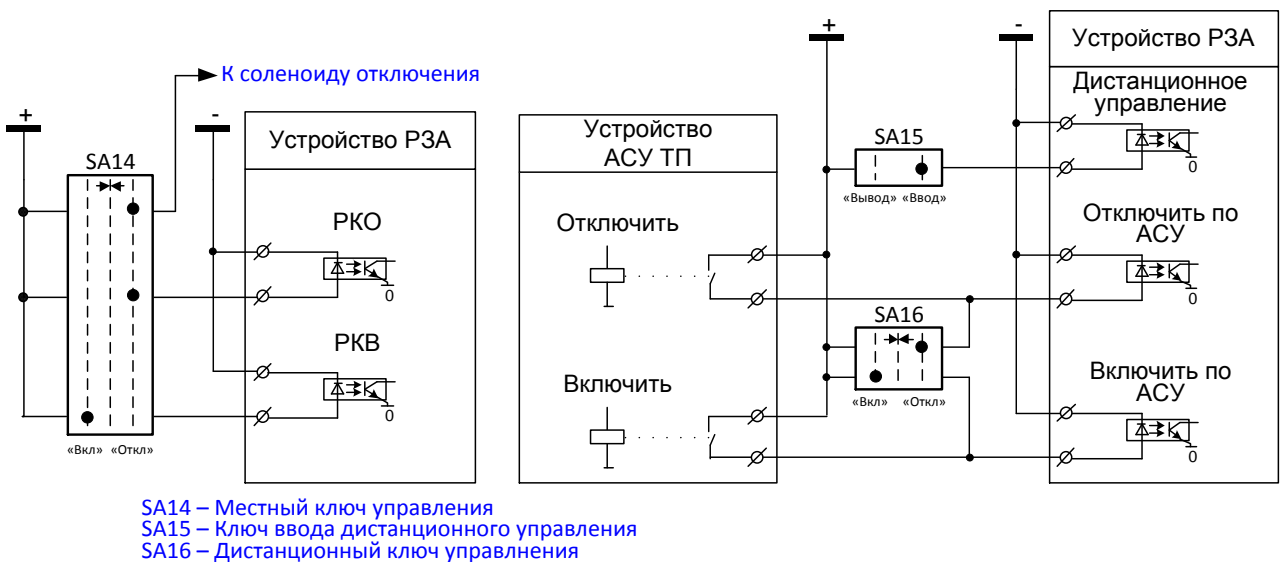 К соленоиду отключения
+
-
SA14
«Вкл» «Откл»
Устройство РЗА
РКО
0
РКВ
0
Устройство
АСУ ТП
Отключить
Включить
+
-
SA15
«Вывод» «Ввод»
SA16
«Вкл» «Откл»
Устройство РЗА
Дистанционное
управление
0
Отключить по
АСУ
0
Включить по
АСУ
0
SA14 – Местный ключ управления
SA15 – Ключ ввода дистанционного управления
SA16 – Дистанционный ключ управлнения